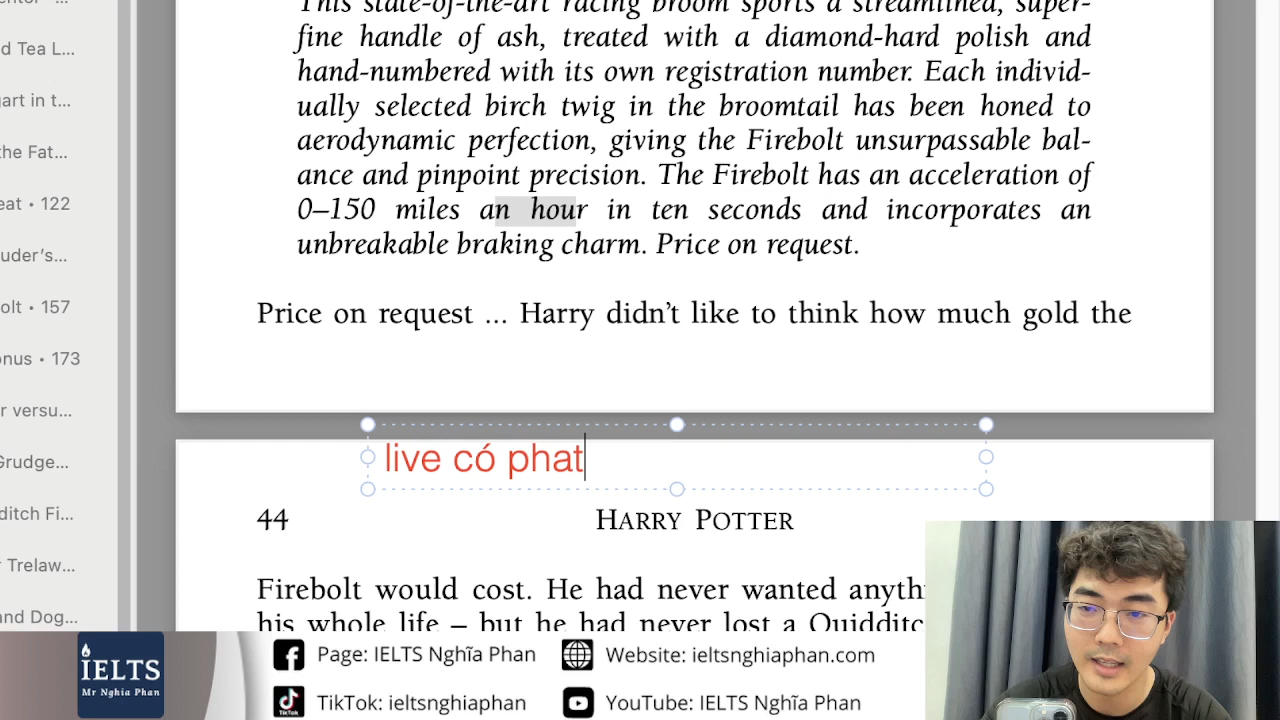 This state-of-the-art racing broom sports a streamlined, super-
fine handle of ash, treated with a diamond-hard polish and
hand-numbered with its own registration number. Each individ-
ually selected birch twig in the broomtail has been honed to
aerodynamic perfection, giving the Firebolt unsurpassable bal-
ance and pinpoint precision. The Firebolt has an acceleration of
0–150 miles an hour in ten seconds and incorporates an
unbreakable braking charm. Price on request.
Price on request ... Harry didn't like to think how much gold the
live có phat
44
HARRY POTTER
Firebolt would cost. He had never wanted anythi
his whole life – but he had never lost a Quidditc
d Tea L...
gart in t...
the Fat...
eat • 122
uder's...
olt • 157
onus • 173
r versu...
Grudge...
ditch Fi...
r Trelaw...
and Dog...
IELTS
Mr Nghia Phan
Page: IELTS Nghĩa Phan
Website: ieltsnghiaphan.com
TikTok
TikTok: ieltsnghiaphan
YouTube: IELTS Nghĩa Phan